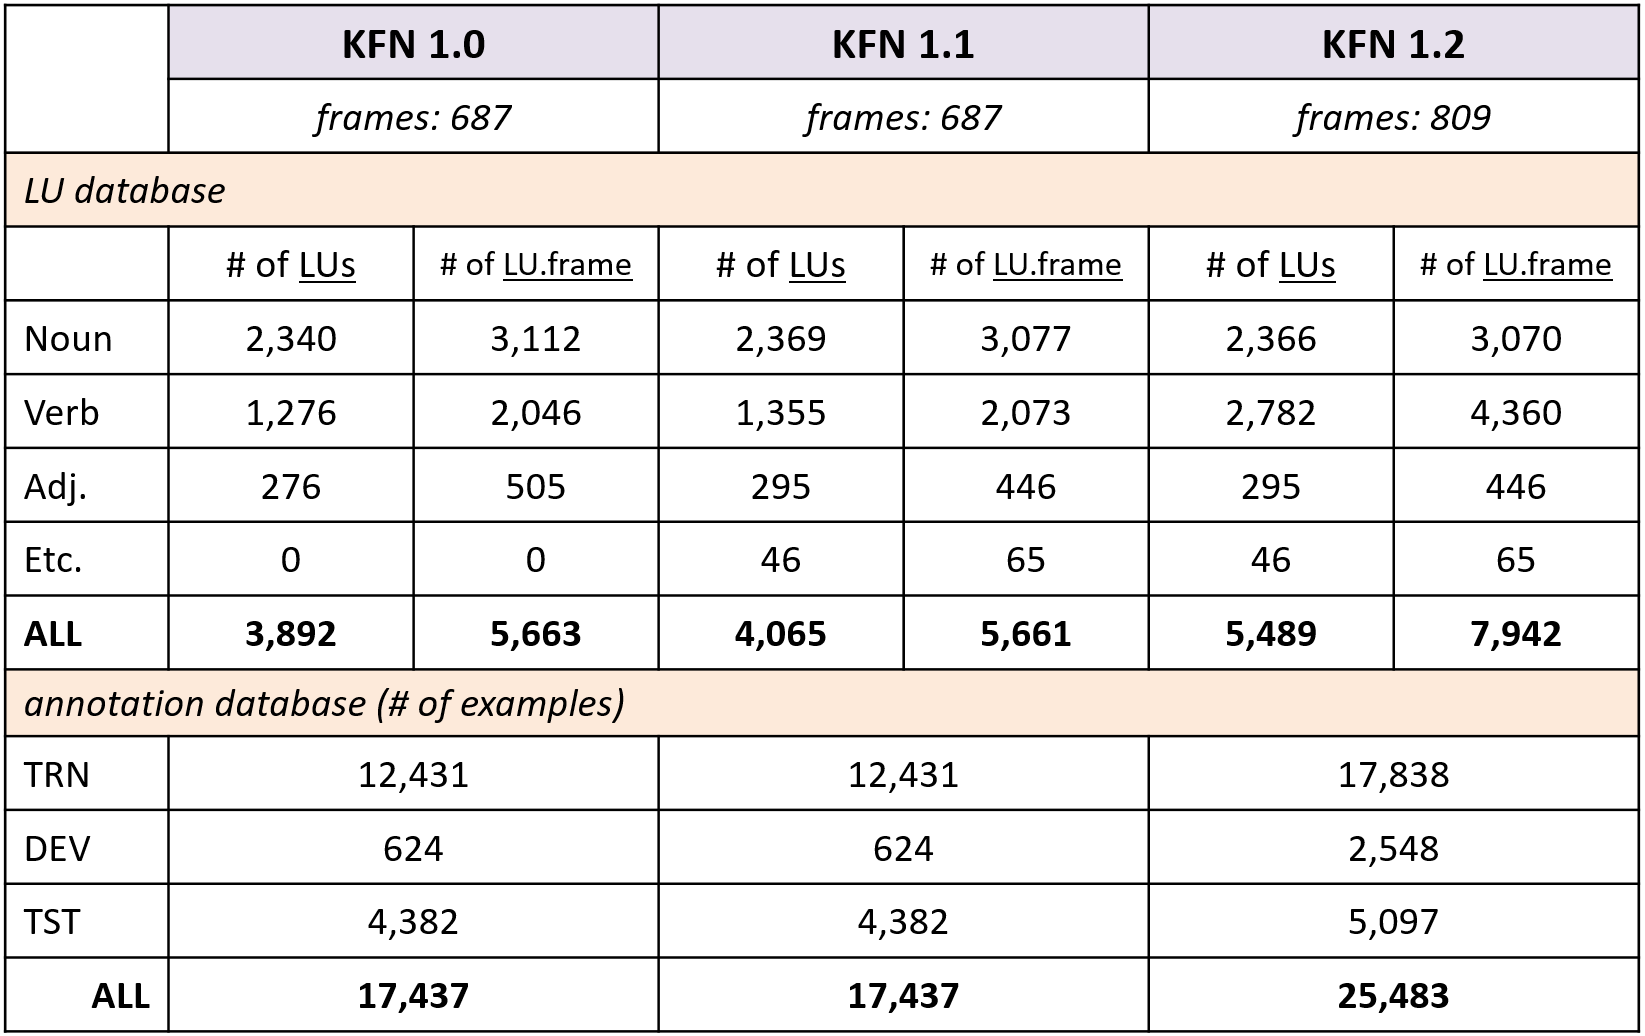 KFN 1.0 KFN 1.1 KFN 1.2
frames: 687 frames: 687 frames: 809
LU database
# of LUs # of LU.frame # of LUs # of LU.frame # of LUs # of LU.frame
Noun 2,340 3,112 2,369 3,077 2,366 3,070
Verb 1,276 2,046 1,355 2,073 2,782 4,360
Adj. 276 505 295 446 295 446
Etc. 0 0 46 65 46 65
ALL 3,892 5,663 4,065 5,661 5,489 7,942
annotation database (# of examples)
TRN 12,431 12,431 17,838
DEV 624 624 2,548
TST 4,382 4,382 5,097
ALL 17,437 17,437 25,483